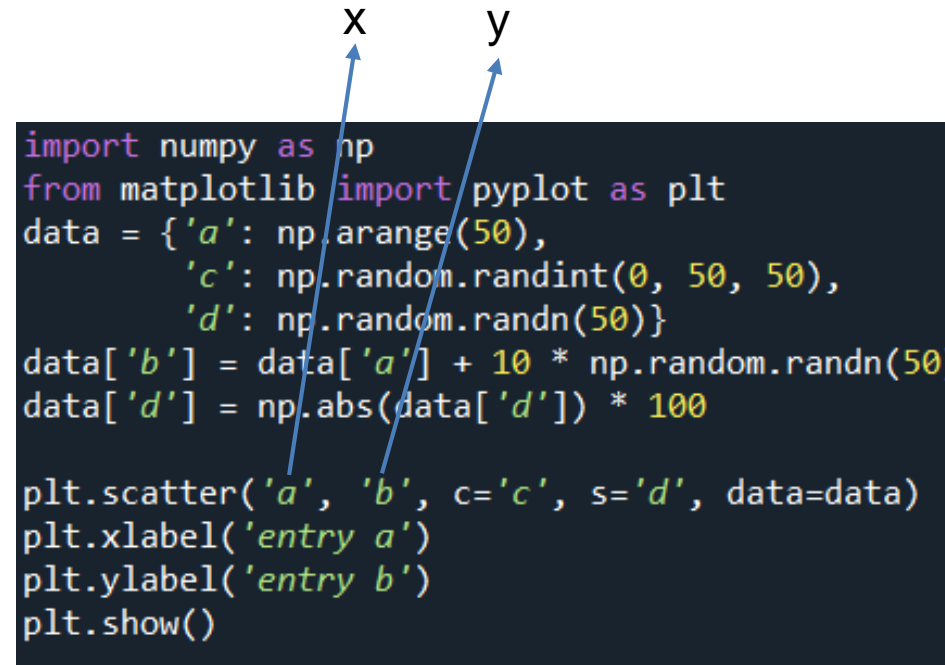 x y
import numpy as np
from matplotlib import pyplot as plt
data = {'a': np.arange(50),
        'c': np.random.randint(0, 50, 50),
        'd': np.random.randn(50)}
data['b'] = data['a'] + 10 * np.random.randn(50
data['d'] = np.abs(data['d']) * 100

plt.scatter('a', 'b', c='c', s='d', data=data)
plt.xlabel('entry a')
plt.ylabel('entry b')
plt.show()